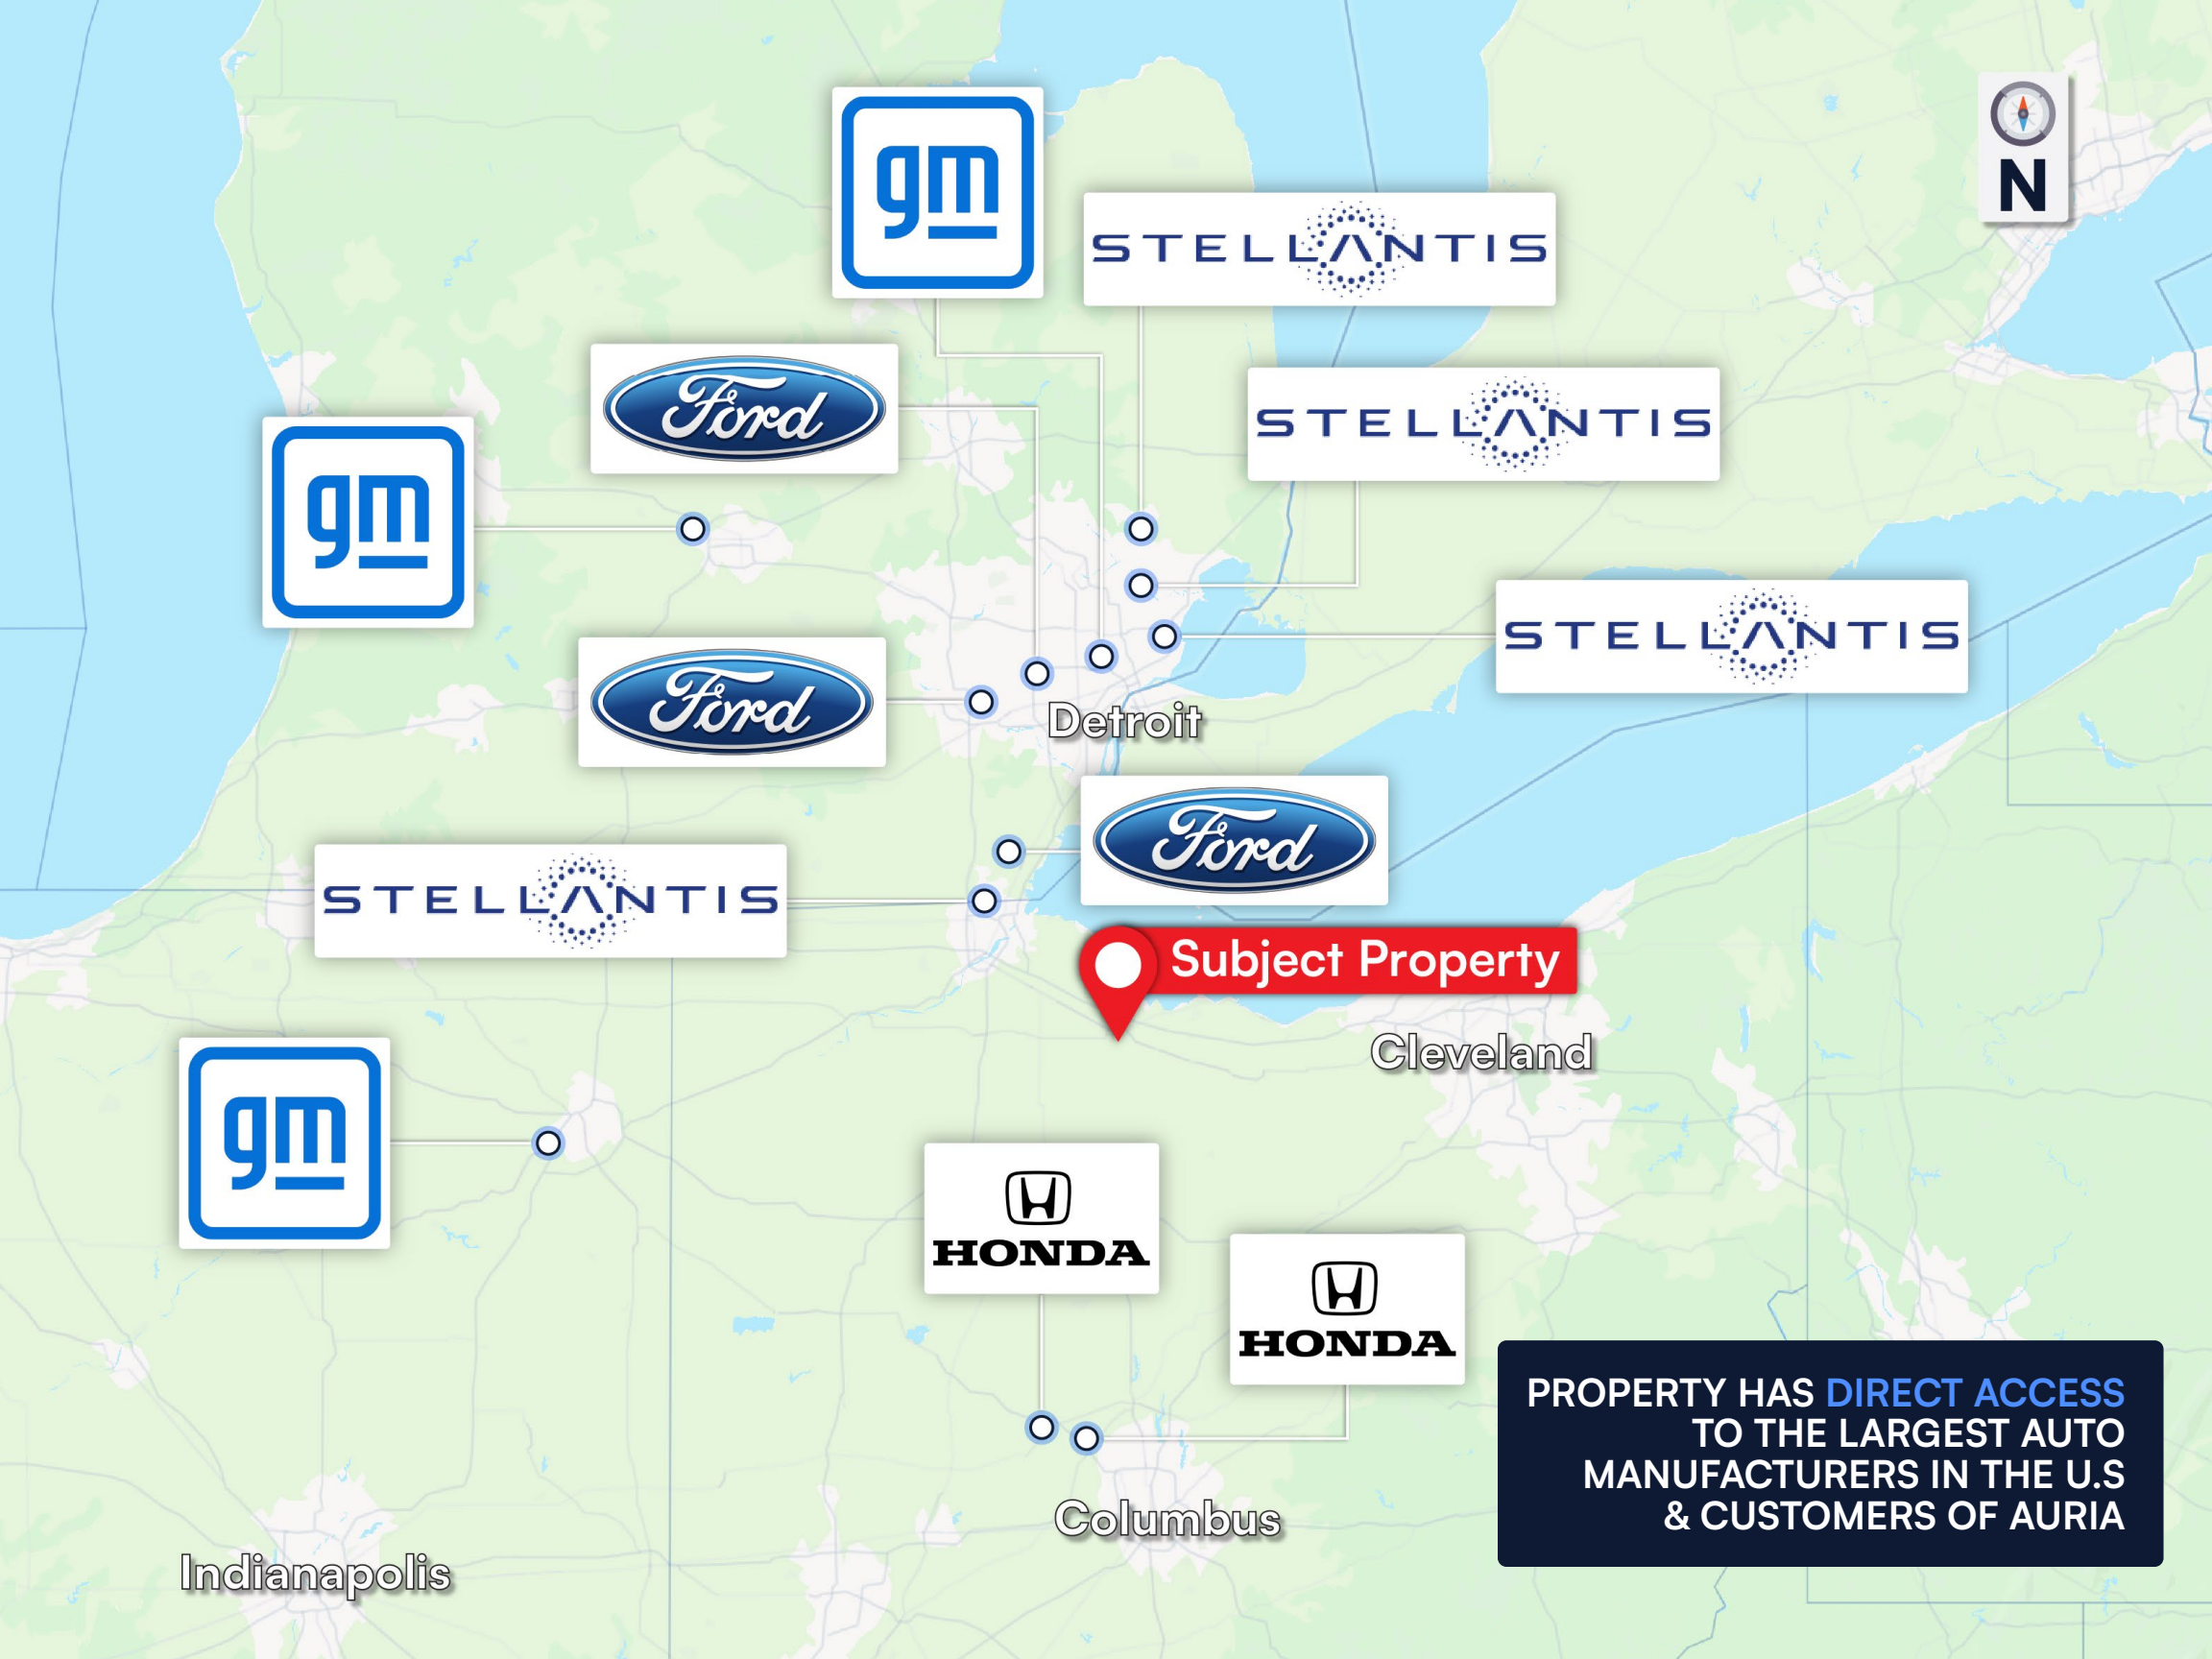 gm
STELLANTIS
N
Ford
STELLANTIS
gm
STELLANTIS
Ford
Detroit
Ford
STELLANTIS
Subject Property
Cleveland
gm
HONDA
HONDA
PROPERTY HAS DIRECT ACCESS
TO THE LARGEST AUTO
MANUFACTURERS IN THE U.S
& CUSTOMERS OF AURIA
Columbus
Indianapolis